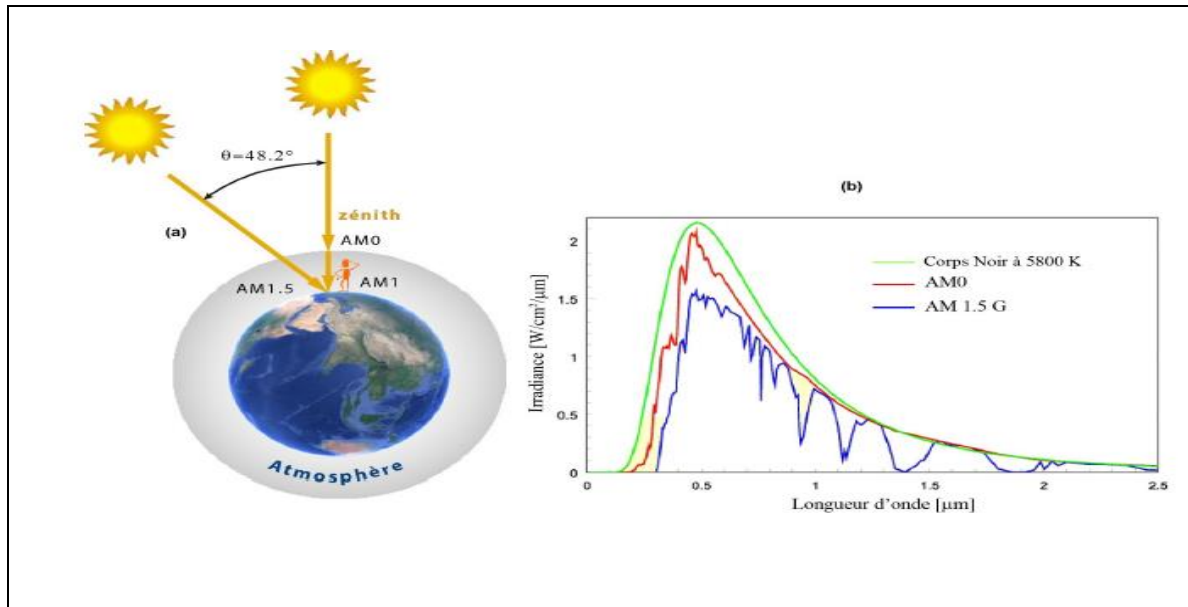 θ=48.2°
zénith
(a)
AM0
AM1.5
AM1
Atmosphère
(b)
Irradiance [W/cm²/µm]
2
1.5
1
0.5
0
Corps Noir à 5800 K
AM0
AM 1.5 G
0 0.5 1 1.5 2 2.5
Longueur d'onde [µm]